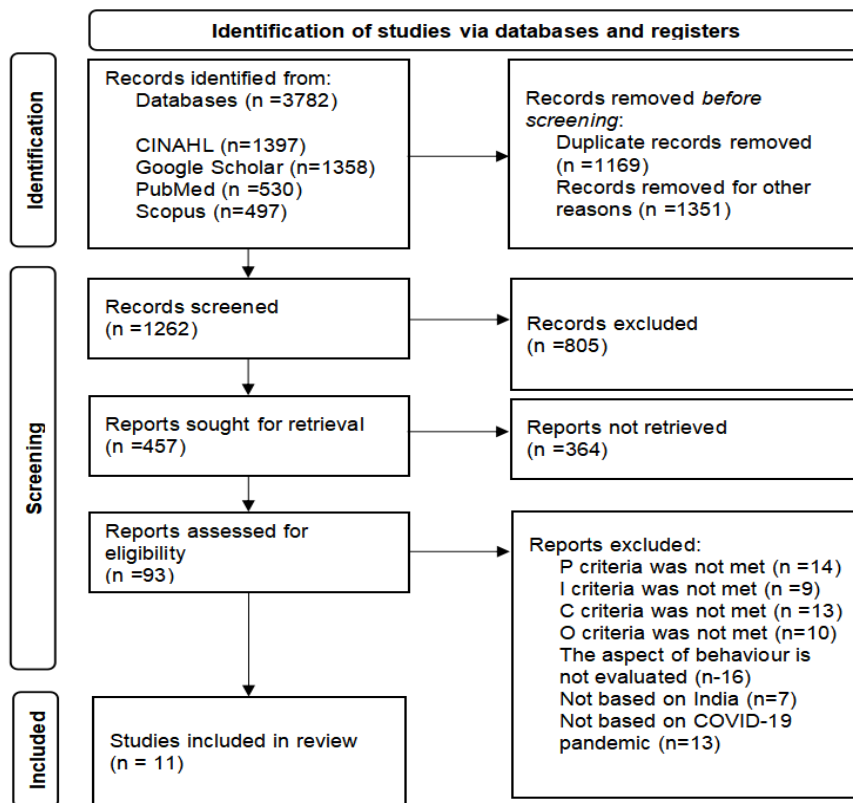 Identification of studies via databases and registers
Identification
Records identified from:
Databases (n =3782)
CINAHL (n=1397)
Google Scholar (n=1358)
PubMed (n =530)
Scopus (n=497)
Records removed before
screening:
Duplicate records removed
(n =1169)
Records removed for other
reasons (n =1351)
Screening
Records screened
(n =1262)
Records excluded
(n =805)
Reports sought for retrieval
(n =457)
Reports not retrieved
(n =364)
Reports assessed for
eligibility
(n =93)
Reports excluded:
P criteria was not met (n =14)
I criteria was not met (n =9)
C criteria was not met (n =13)
O criteria was not met (n=10)
The aspect of behaviour is
not evaluated (n-16)
Not based on India (n=7)
Not based on COVID-19
pandemic (n=13)
Included
Studies included in review
(n = 11)